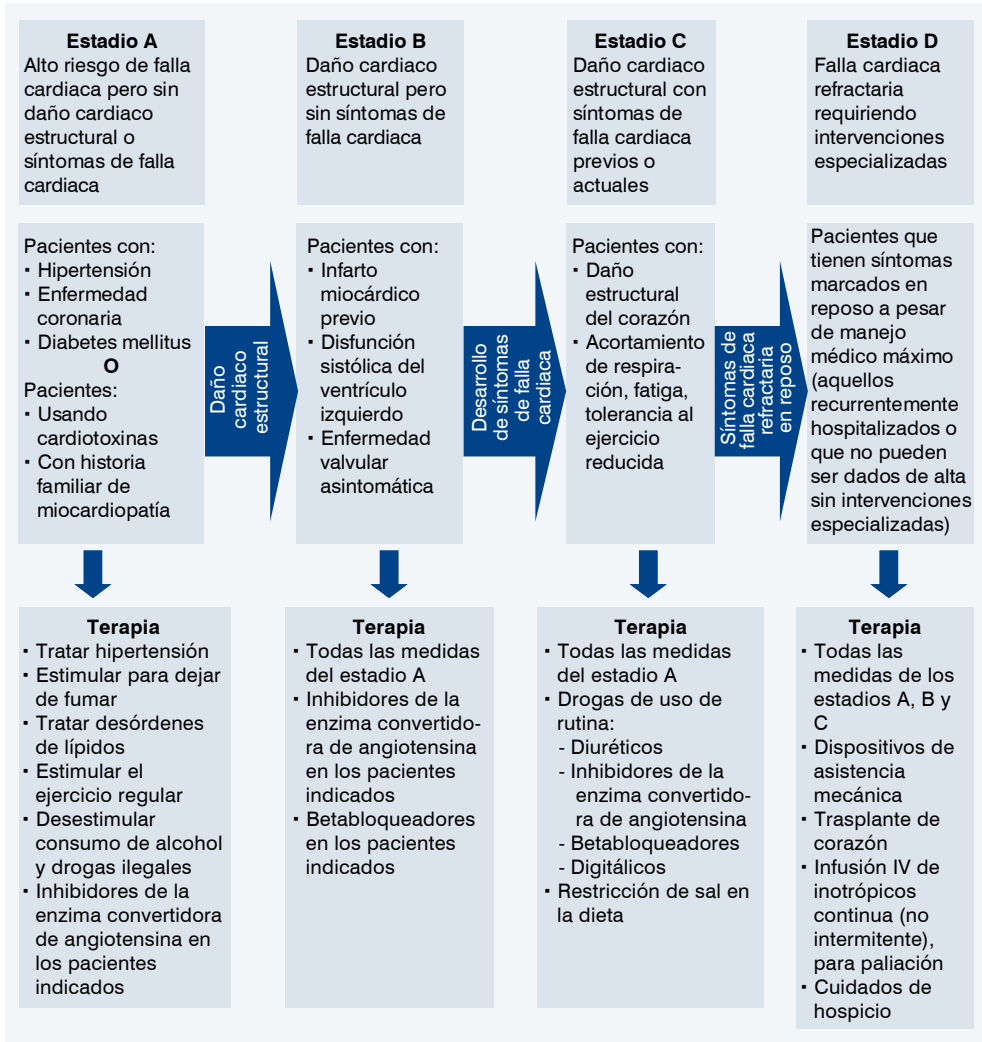 Estadio A
Alto riesgo de falla
cardiaca pero sin
daño cardiaco
estructural o
síntomas de falla
cardiaca
Estadio B
Daño cardiaco
estructural pero
sin síntomas de
falla cardiaca
Estadio C
Daño cardiaco
estructural con
síntomas de
falla cardiaca
previos o
actuales
Estadio D
Falla cardiaca
refractaria
requiriendo
intervenciones
especializadas
Pacientes con:
▪ Hipertensión
▪ Enfermedad
coronaria
▪ Diabetes mellitus
O
Pacientes:
▪ Usando
cardiotoxinas
▪ Con historia
familiar de
miocardiopatía
Daño
cardiaco
estructural
Pacientes con:
▪ Infarto
miocárdico
previo
▪ Disfunción
sistólica del
ventrículo
izquierdo
▪ Enfermedad
valvular
asintomática
Desarrollo
de síntomas
de falla
cardiaca
Pacientes con:
▪ Daño
estructural
del corazón
▪ Acortamiento
de respira-
ción, fatiga,
tolerancia al
ejercicio
reducida
Síntomas de
falla cardiaca
refractaria
en reposo
Pacientes que
tienen síntomas
marcados en
reposo a pesar
de manejo
médico máximo
(aquellos
recurrentemente
hospitalizados o
que no pueden
ser dados de alta
sin intervenciones
especializadas)
Terapia
▪ Tratar hipertensión
▪ Estimular para dejar
de fumar
▪ Tratar desórdenes
de lípidos
▪ Estimular el
ejercicio regular
▪ Desestimular
consumo de alcohol
y drogas ilegales
▪ Inhibidores de la
enzima convertidora
de angiotensina en
los pacientes
indicados
Terapia
▪ Todas las medidas
del estadio A
▪ Inhibidores de la
enzima convertido-
ra de angiotensina
en los pacientes
indicados
▪ Betabloqueadores
en los pacientes
indicados
Terapia
▪ Todas las medidas
del estadio A
▪ Drogas de uso de
rutina:
- Diuréticos
- Inhibidores de la
enzima convertido-
ra de angiotensina
- Betabloqueadores
- Digitálicos
▪ Restricción de sal en
la dieta
Terapia
▪ Todas las
medidas de los
estadios A, B y
C
▪ Dispositivos de
asistencia
mecánica
▪ Trasplante de
corazón
▪ Infusión IV de
inotrópicos
continua (no
intermitente),
para paliación
▪ Cuidados de
hospicio